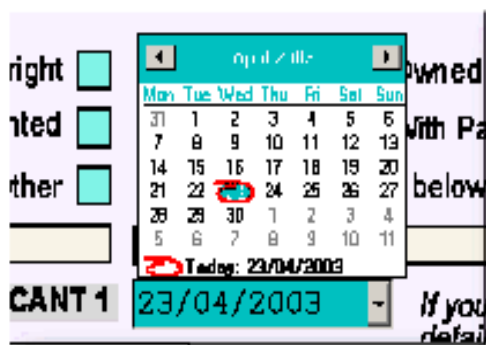 right
Owned
Mon Tue Wed Thu Fri Sat Sun
31 1 2 3 4 5 6
nted
With Pa
7 8 9 10 11 12 13
14 15 16 17 18 19 20
ther
below
21 22 24 25 26 27
28 29 30 1 2 3 4
5 6 7 8 9 10 11
Today: 23/04/2003
CANT 1
23/04/2003
If you
detai